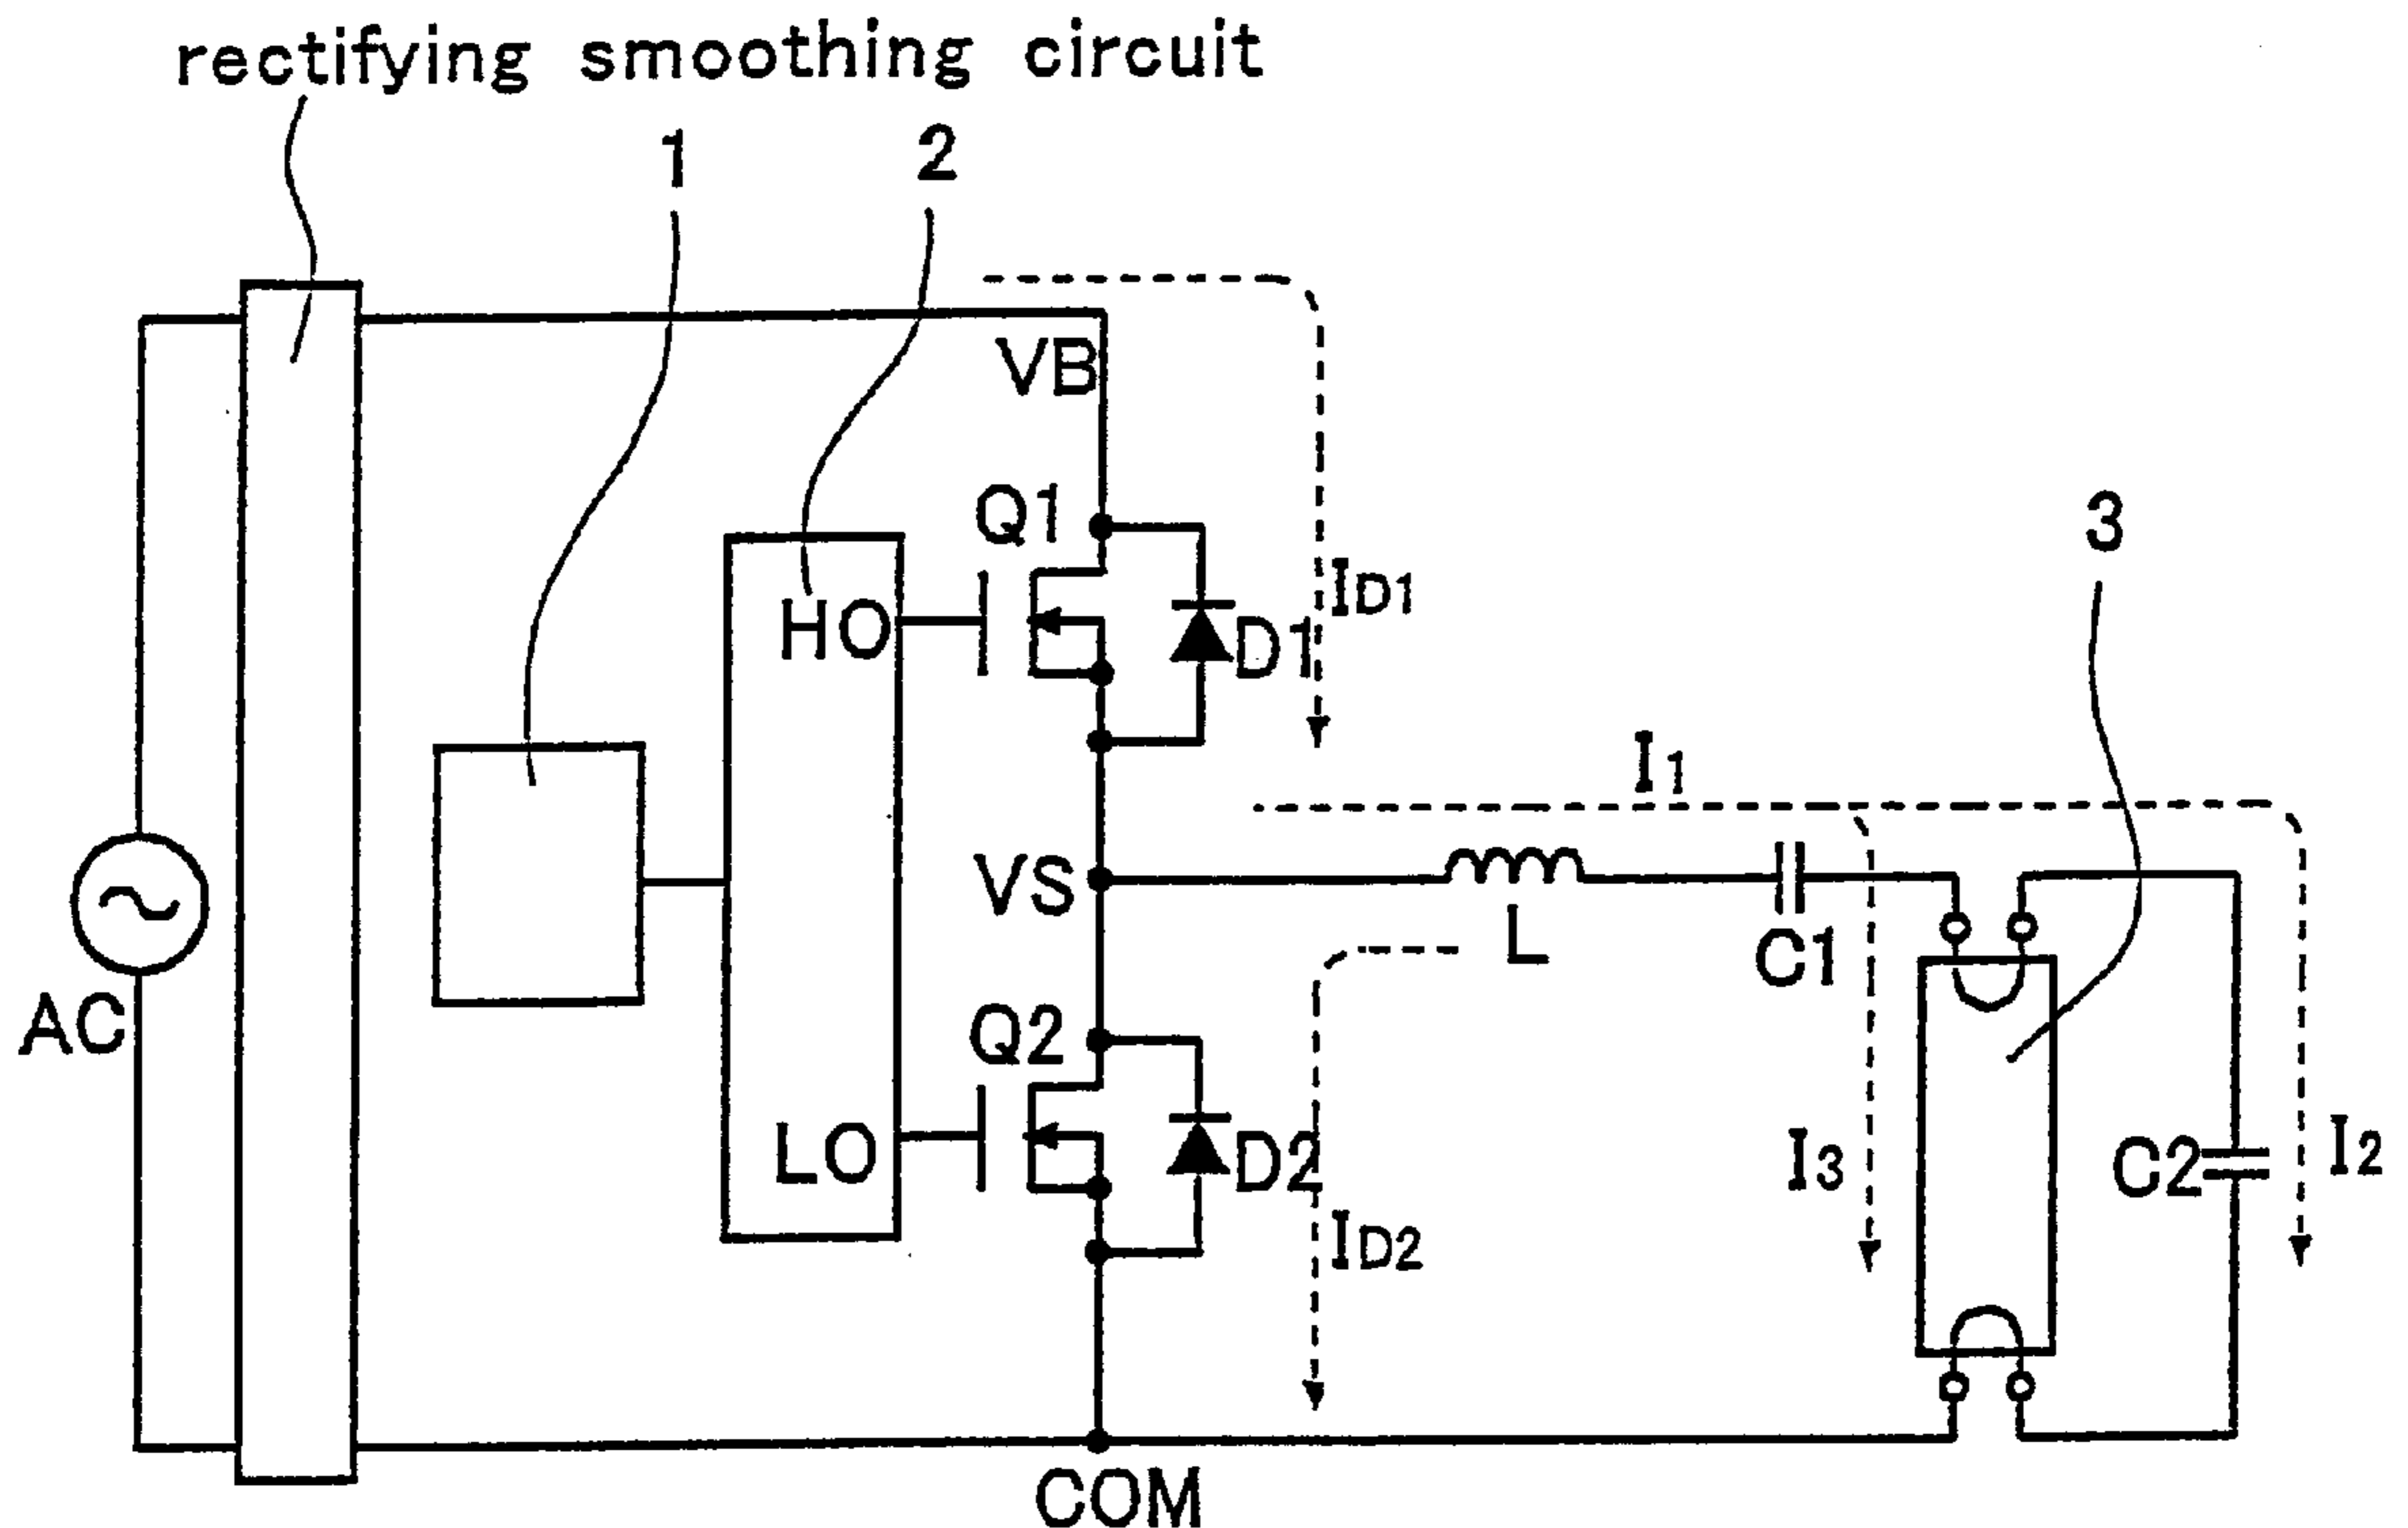 rectifying smoothing circuit
1
2
VB
Q1
3
ID1
HO
D1
I1
VS
L
C1
AC
Q2
LO
D2
I3
C2
I2
ID2
COM